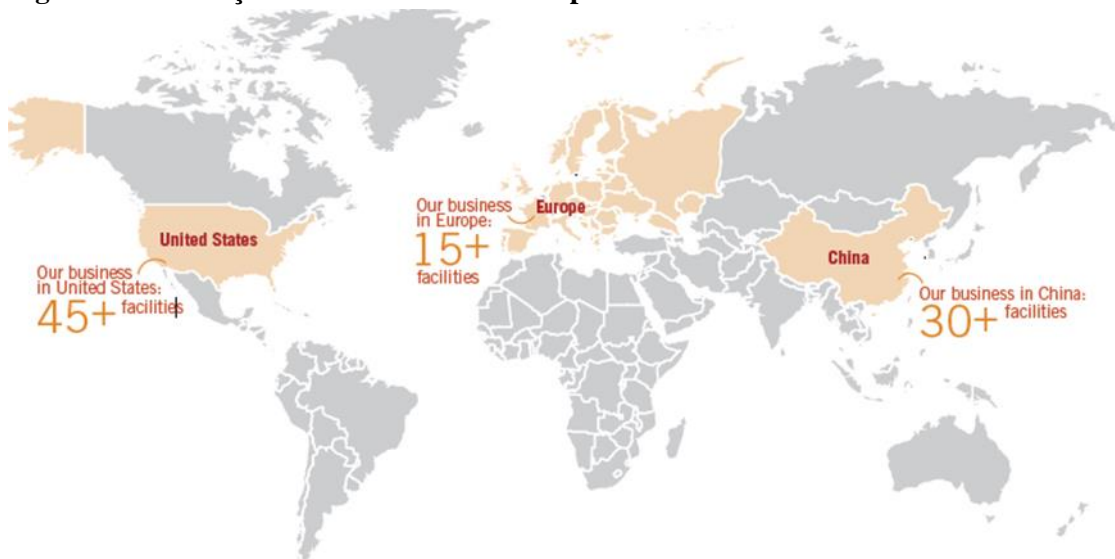 United States
Our business
in United States:
45+ facilities
Our business
in Europe:
15+
facilities
Europe
China
Our business in China:
30+ facilities